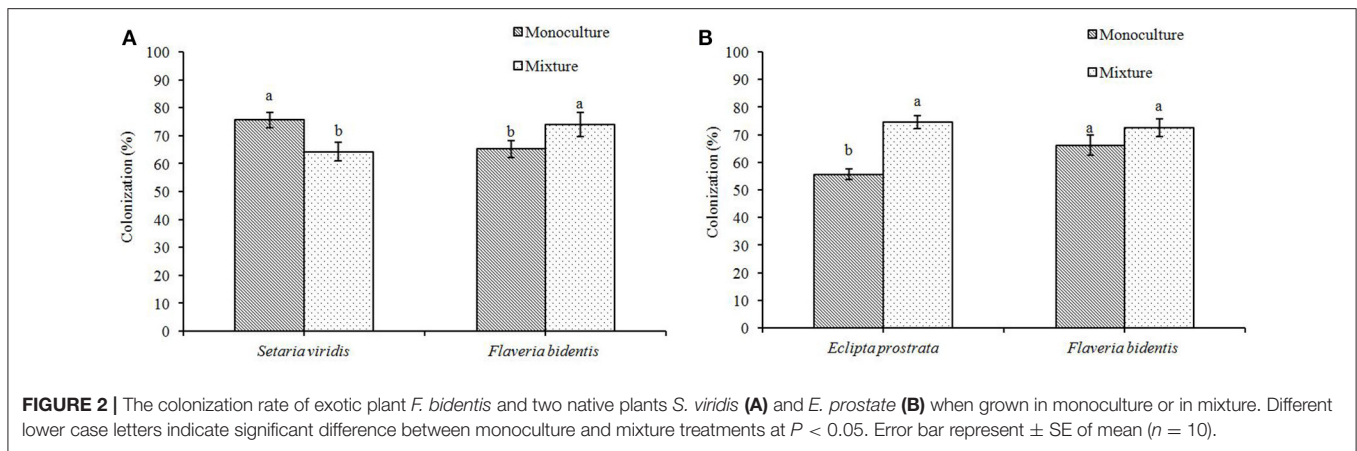 A
Monoculture
Mixture
Colonization (%)
100
90
80
70
60
50
40
30
20
10
0
a
b
b
a
Setaria viridis
Flaveria bidentis
B
Monoculture
Mixture
Colonization (%)
100
90
80
70
60
50
40
30
20
10
0
b
a
a
a
Eclipta prostrata
Flaveria bidentis
FIGURE 2 | The colonization rate of exotic plant F. bidentis and two native plants S. viridis (A) and E. prostate (B) when grown in monoculture or in mixture. Different
lower case letters indicate significant difference between monoculture and mixture treatments at P < 0.05. Error bar represent ± SE of mean (n = 10).